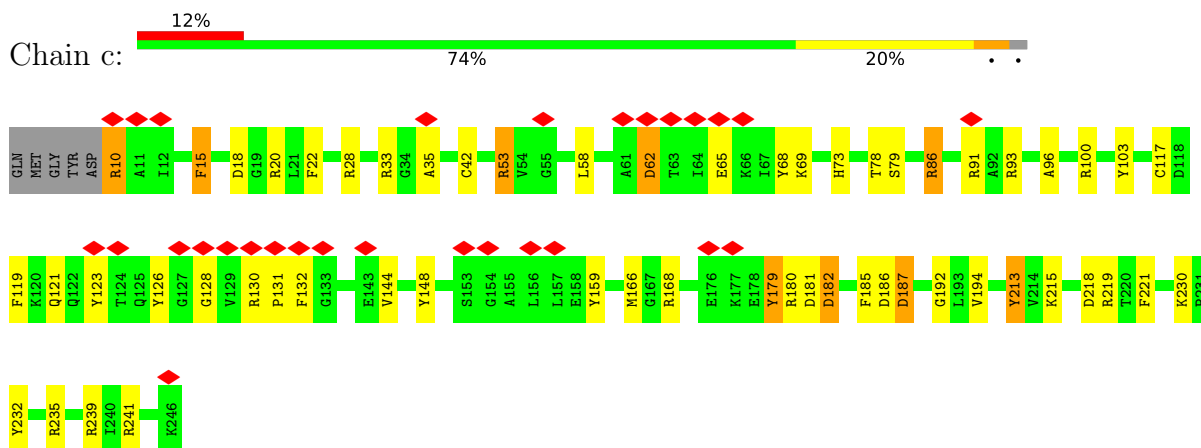 12%
Chain c:
74% 20% • •
GLN MET GLY TYR ASP R10 A11 I12 F15 D18 G19 R20 L21 F22 R28 R33 G34 A35 C42 R53 V54 G55 L58 A61 D62 T63 I64 E65 K66 I67 Y68 K69 H73 T78 S79 R86 R91 A92 R93 A96 R100 Y103 C117 D118
F119 K120 Q121 Q122 Y123 T124 Q125 Y126 G127 G128 V129 R130 P131 F132 G133 E143 V144 Y148 S153 G154 A155 L156 L157 E158 Y159 M166 G167 R168 E176 K177 E178 Y179 R180 D181 D182 F185 D186 D187 G192 L193 V194 Y213 V214 K215 D218 R219 T220 F221 K230
Y232 R235 R239 I240 R241 K246